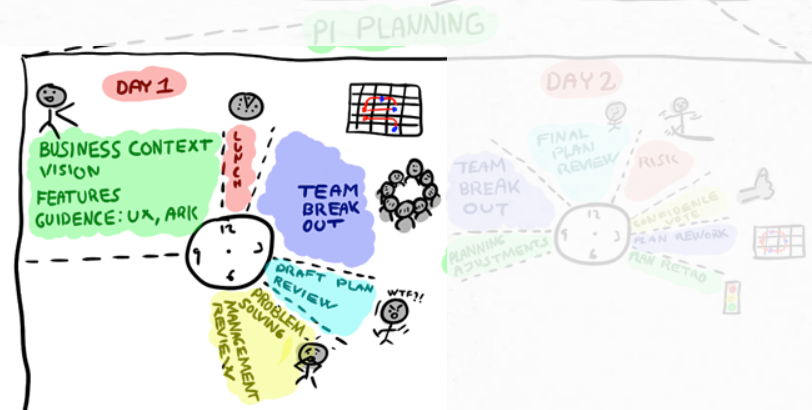 PI PLANNING
DAY 1
BUSINESS CONTEXT
VISION
FEATURES
GUIDENCE: UX, ARK
LUNCH
TEAM
BREAK
OUT
12
3
6
9
DRAFT PLAN
REVIEW
WTF?!
PROBLEM
SOLVING
MANAGEMENT
REVIEW
DAY 2
FINAL
PLAN
REVIEW
RISK
TEAM
BREAK
OUT
CONFIDENCE
VOTE
12
3
6
9
PLAN REWORK
PLANNING
AJUSTMENTS
PLAN RETRO